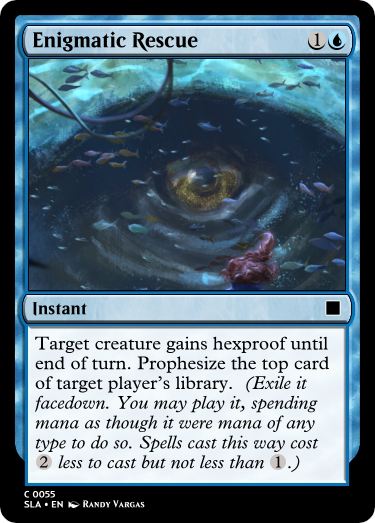 Enigmatic Rescue 1
Instant
Target creature gains hexproof until
end of turn. Prophesize the top card
of target player's library. (Exile it
facedown. You may play it, spending
mana as though it were mana of any
type to do so. Spells cast this way cost
2 less to cast but not less than 1.)
C 0055
SLA • EN Randy Vargas